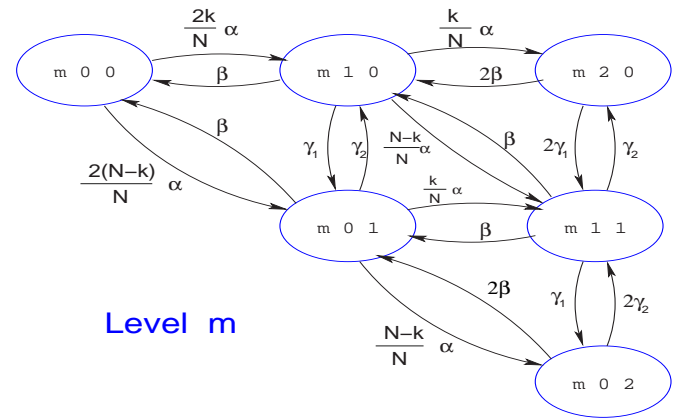 2k/N α
k/N α
m 0 0
β
m 1 0
2β
m 2 0
β
γ1
γ2
N−k/N α
β
2γ1
γ2
2(N−k)/N α
k/N α
m 0 1
β
m 1 1
2β
γ1
2γ2
Level m
N−k/N α
m 0 2